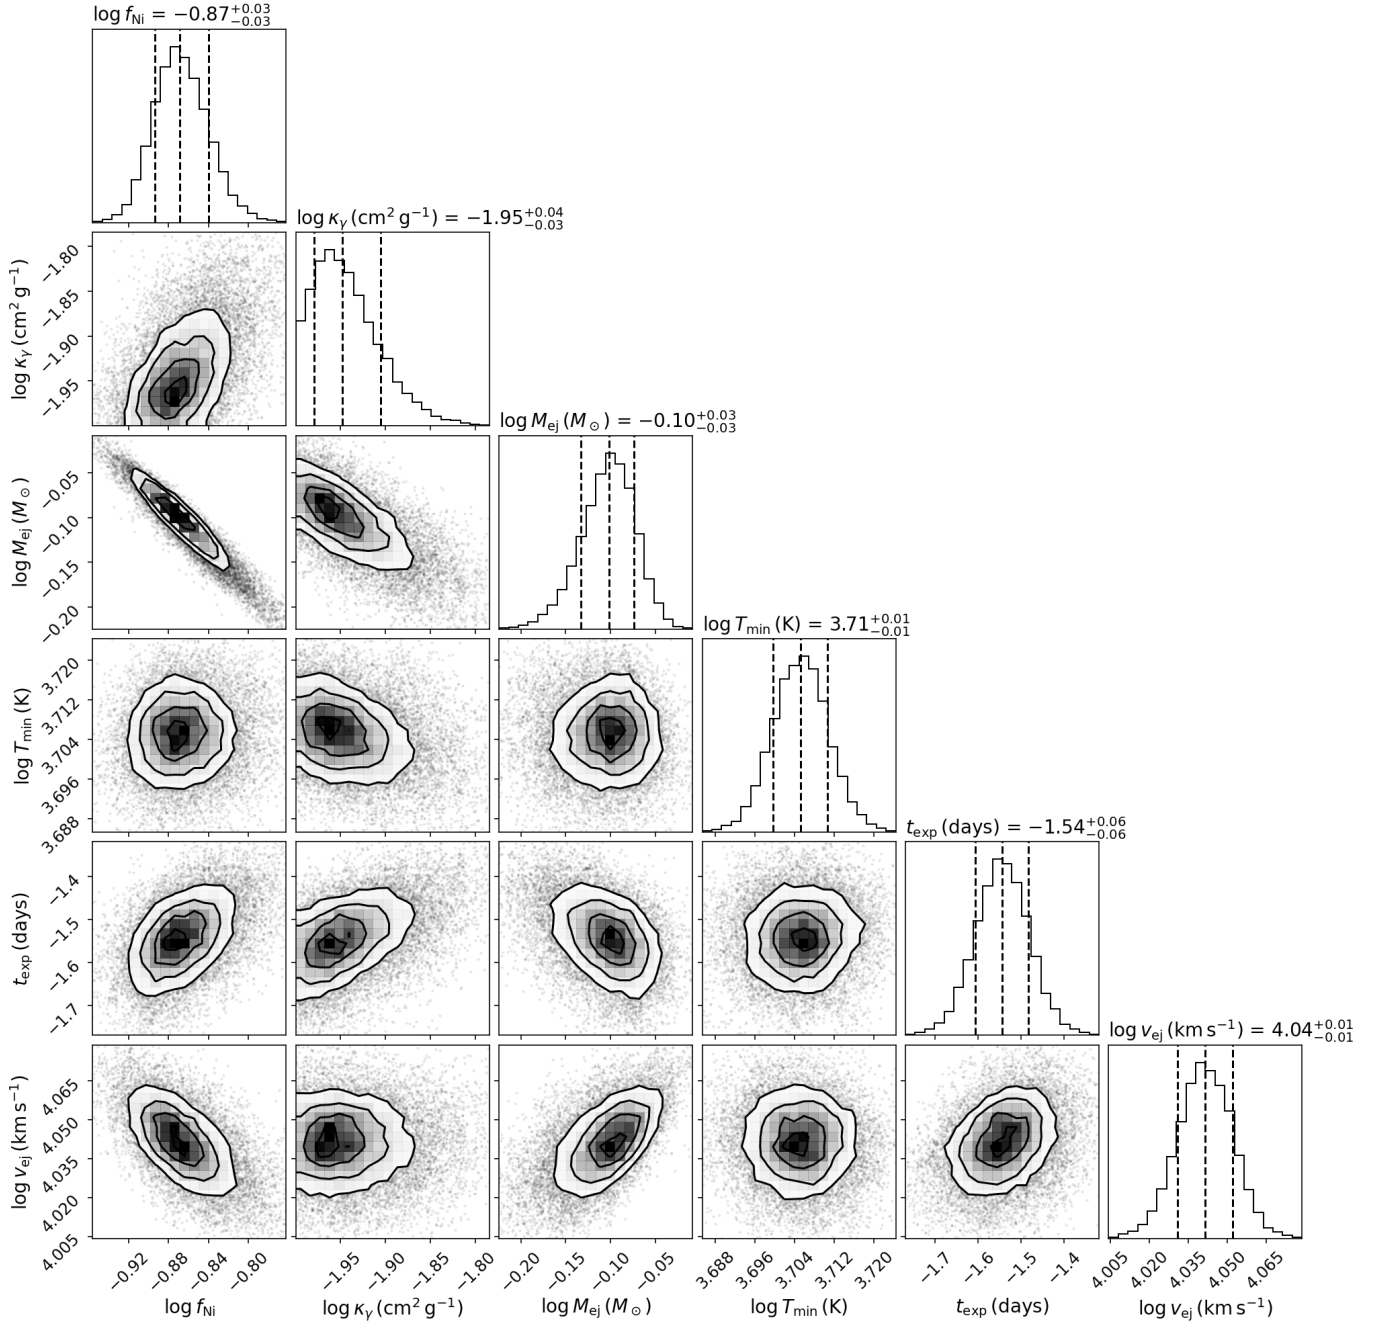 log f_Ni = −0.87^{+0.03}_{−0.03}
log κ_γ (cm² g⁻¹) = −1.95^{+0.04}_{−0.03}
−1.80
−1.85
−1.90
−1.95
log κ_γ (cm² g⁻¹)
log M_ej (M_⊙) = −0.10^{+0.03}_{−0.03}
−0.05
−0.10
−0.15
−0.20
log M_ej (M_⊙)
log T_min (K) = 3.71^{+0.01}_{−0.01}
3.720
3.712
3.704
3.696
3.688
log T_min (K)
t_exp (days) = −1.54^{+0.06}_{−0.06}
−1.4
−1.5
−1.6
−1.7
t_exp (days)
log v_ej (km s⁻¹) = 4.04^{+0.01}_{−0.01}
4.065
4.050
4.035
4.020
4.005
log v_ej (km s⁻¹)
−0.92 −0.88 −0.84 −0.80
−1.95 −1.90 −1.85 −1.80
−0.20 −0.15 −0.10 −0.05
3.688 3.696 3.704 3.712 3.720
−1.7 −1.6 −1.5 −1.4
4.005 4.020 4.035 4.050 4.065
log f_Ni
log κ_γ (cm² g⁻¹)
log M_ej (M_⊙)
log T_min (K)
t_exp (days)
log v_ej (km s⁻¹)